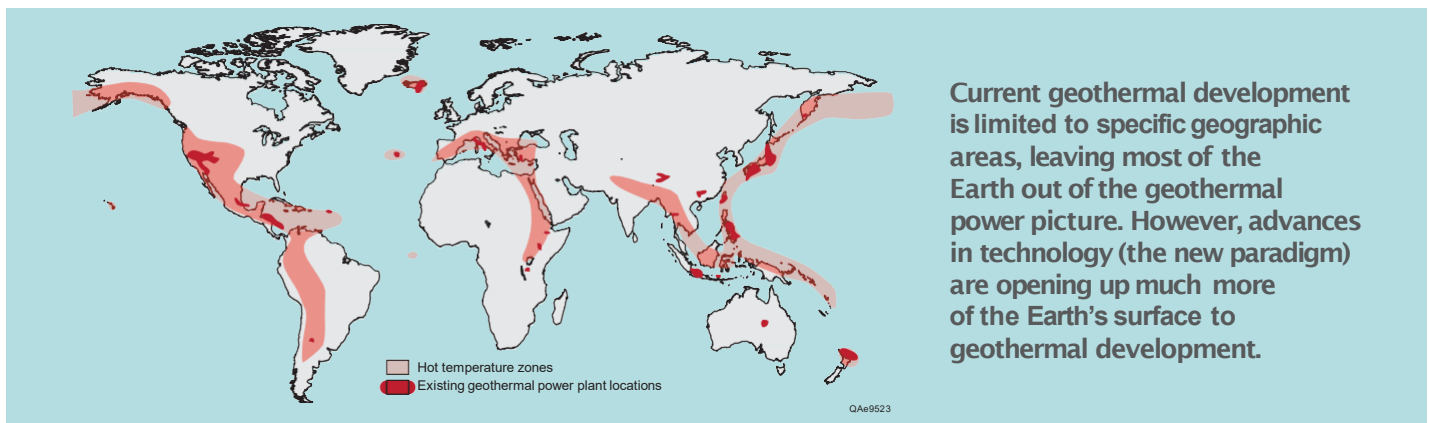 Current geothermal development
is limited to specific geographic
areas, leaving most of the
Earth out of the geothermal
power picture. However, advances
in technology (the new paradigm)
are opening up much more
of the Earth's surface to
geothermal development.
Hot temperature zones
Existing geothermal power plant locations
QAe9523